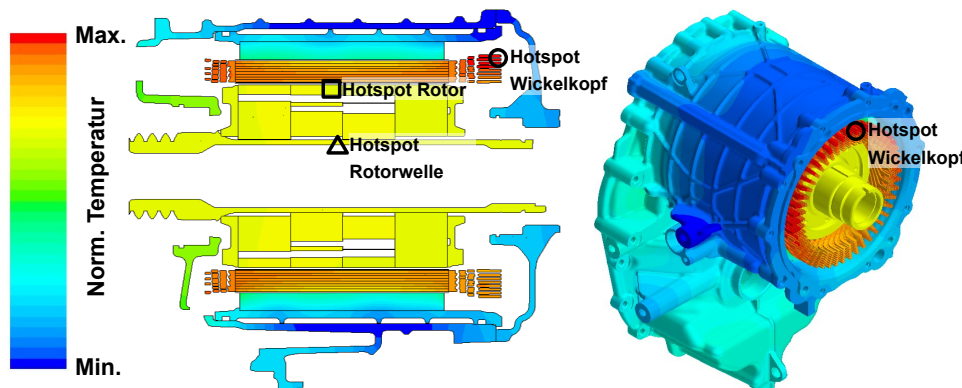 Max.
Norm. Temperatur
Min.
Hotspot
Wickelkopf
Hotspot Rotor
Hotspot
Rotorwelle
Hotspot
Wickelkopf